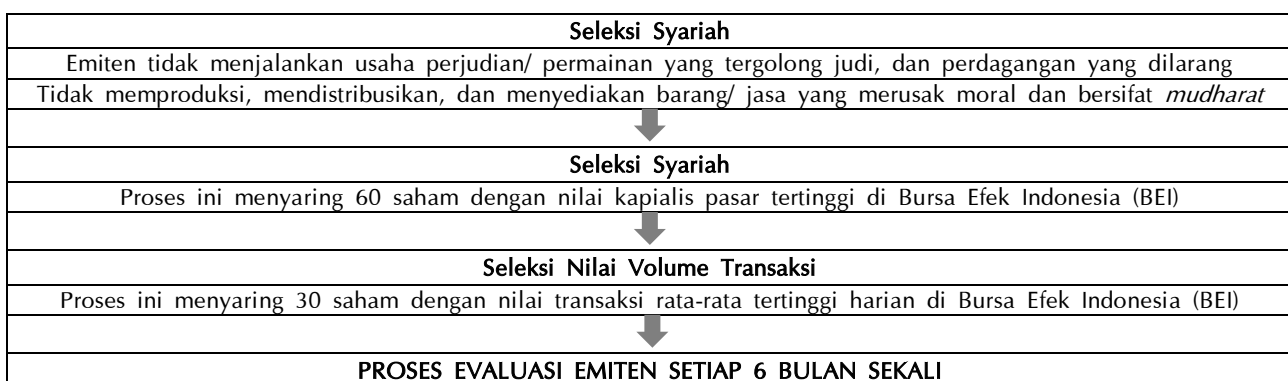 Seleksi Syariah
Emiten tidak menjalankan usaha perjudian/ permainan yang tergolong judi, dan perdagangan yang dilarang
Tidak memproduksi, mendistribusikan, dan menyediakan barang/ jasa yang merusak moral dan bersifat mudharat
Seleksi Syariah
Proses ini menyaring 60 saham dengan nilai kapialis pasar tertinggi di Bursa Efek Indonesia (BEI)
Seleksi Nilai Volume Transaksi
Proses ini menyaring 30 saham dengan nilai transaksi rata-rata tertinggi harian di Bursa Efek Indonesia (BEI)
PROSES EVALUASI EMITEN SETIAP 6 BULAN SEKALI